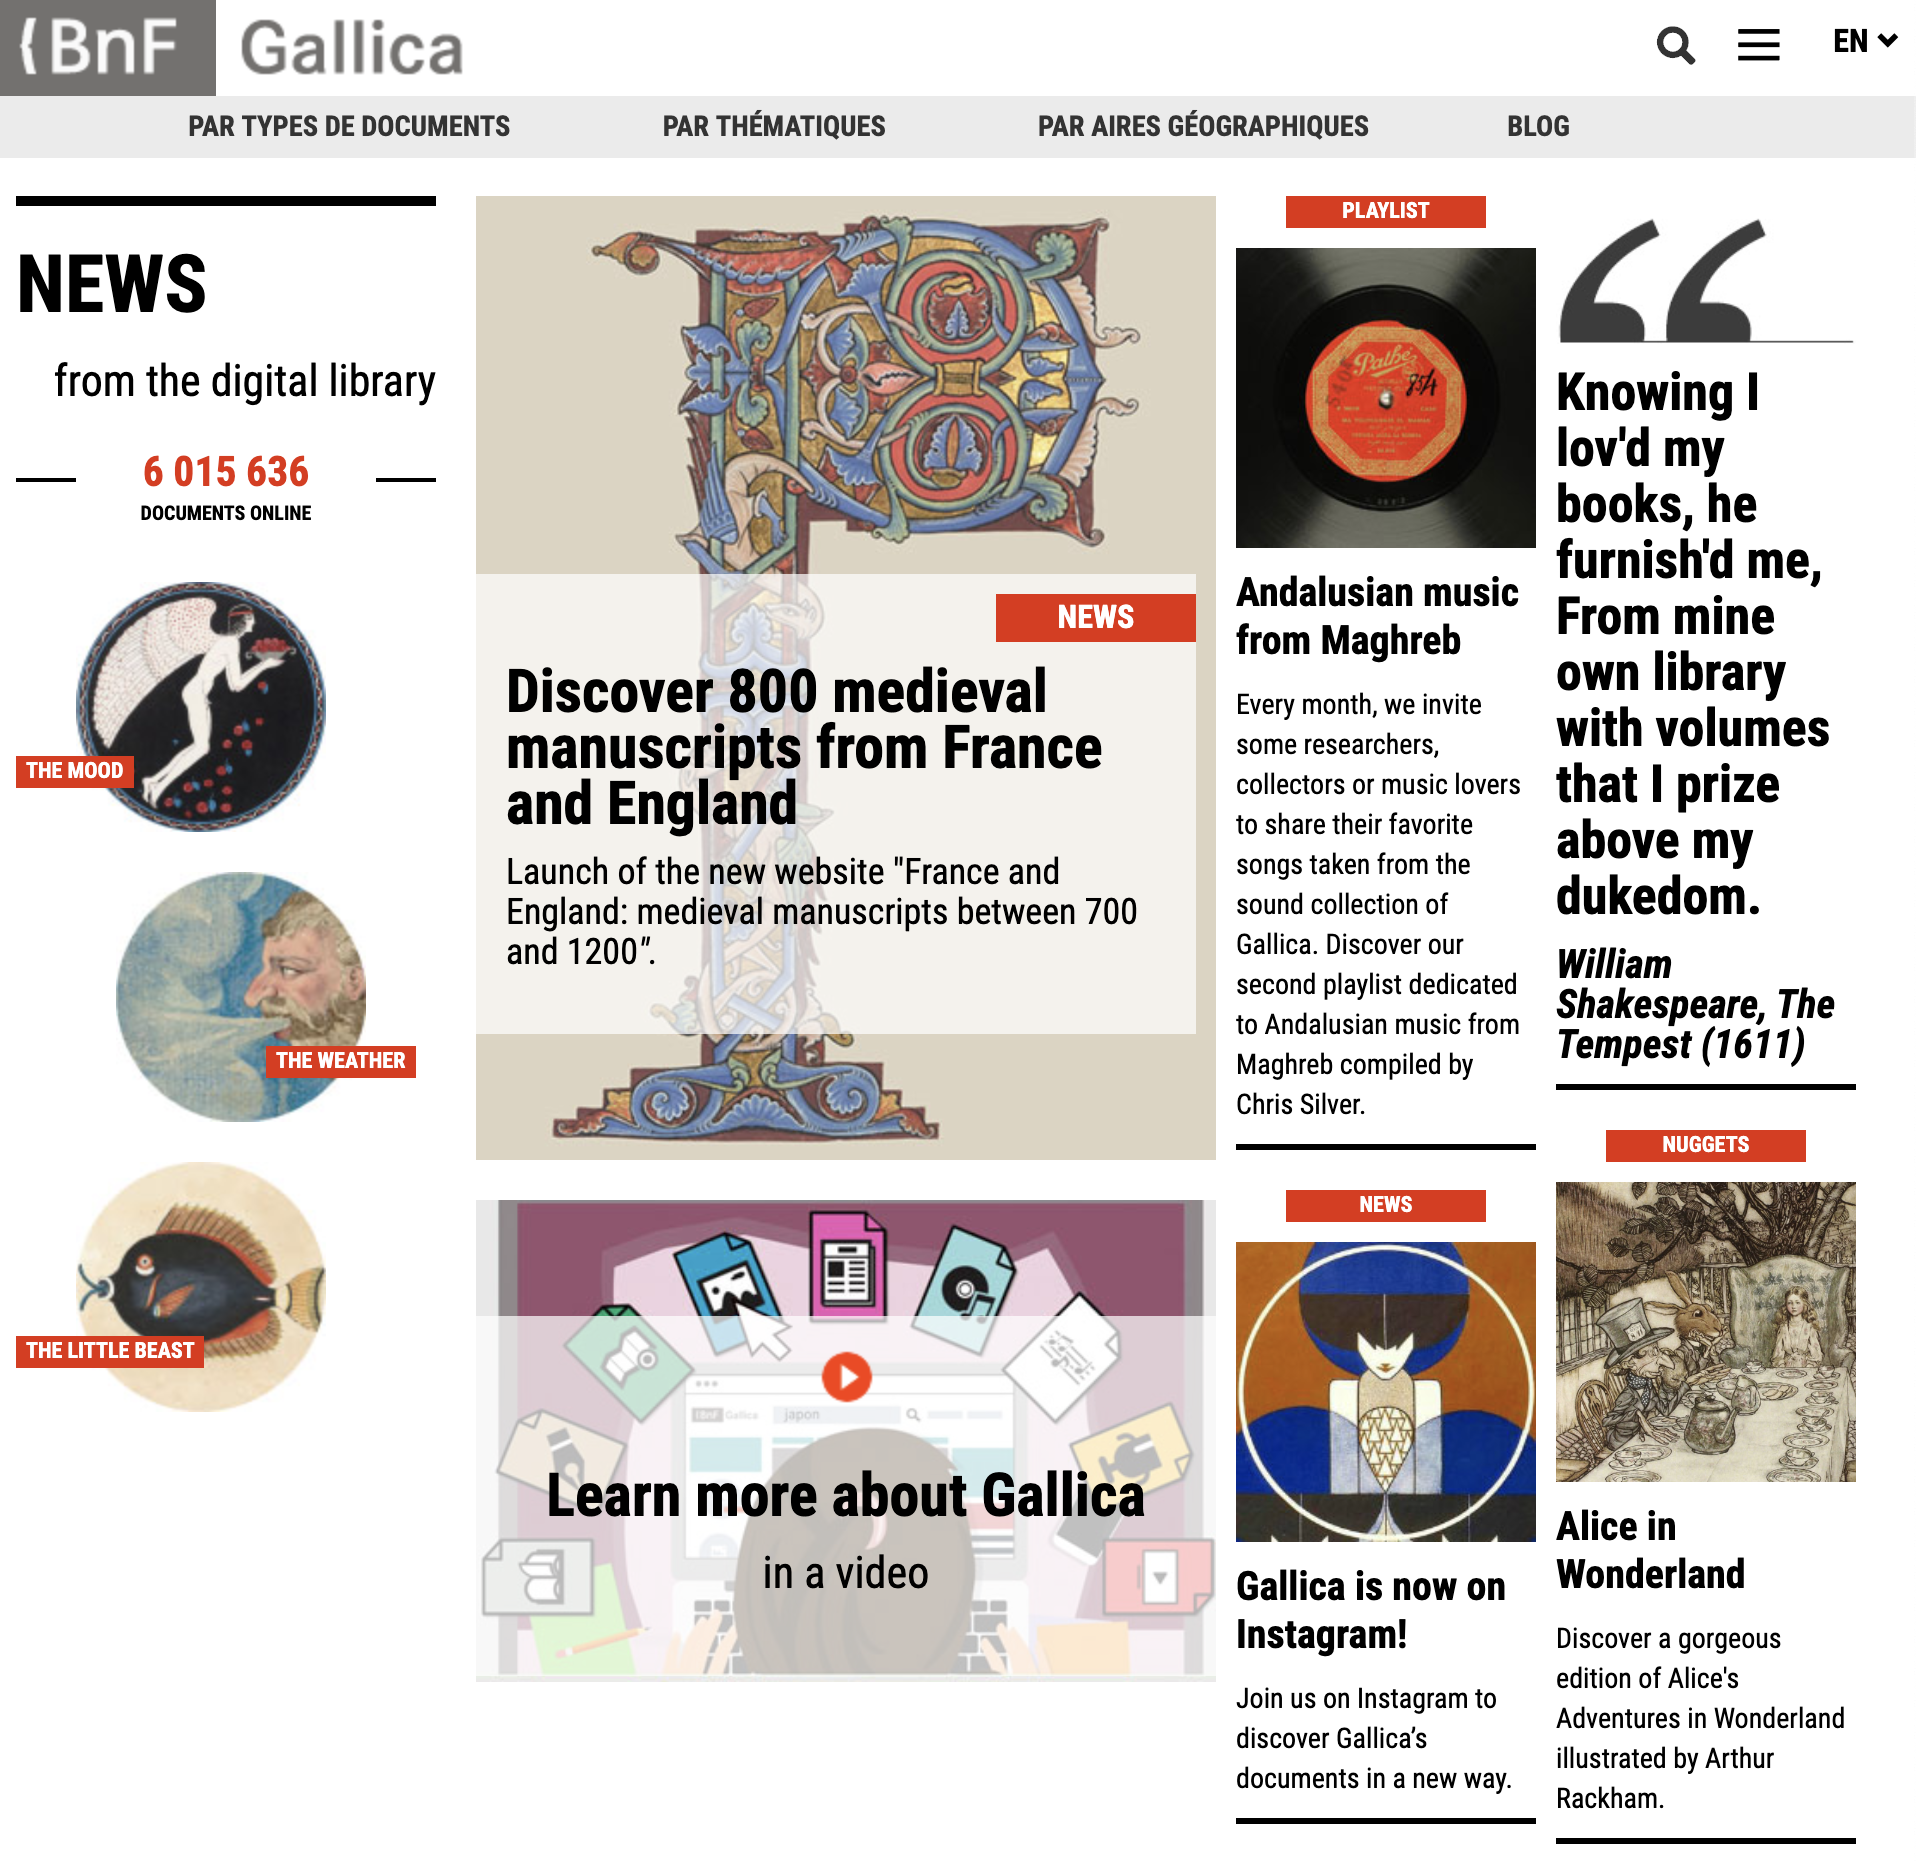 BnF Gallica
EN
PAR TYPES DE DOCUMENTS
PAR THÉMATIQUES
PAR AIRES GÉOGRAPHIQUES
BLOG
NEWS
from the digital library
6 015 636
DOCUMENTS ONLINE
THE MOOD
THE WEATHER
THE LITTLE BEAST
NEWS
Discover 800 medieval
manuscripts from France
and England
Launch of the new website "France and
England: medieval manuscripts between 700
and 1200”.
BnF Gallica
japon
Learn more about Gallica
in a video
PLAYLIST
Pathé
854
Andalusian music
from Maghreb
Every month, we invite
some researchers,
collectors or music lovers
to share their favorite
songs taken from the
sound collection of
Gallica. Discover our
second playlist dedicated
to Andalusian music from
Maghreb compiled by
Chris Silver.
NEWS
Gallica is now on
Instagram!
Join us on Instagram to
discover Gallica’s
documents in a new way.
“
Knowing I
lov'd my
books, he
furnish'd me,
From mine
own library
with volumes
that I prize
above my
dukedom.
William
Shakespeare, The
Tempest (1611)
NUGGETS
Alice in
Wonderland
Discover a gorgeous
edition of Alice's
Adventures in Wonderland
illustrated by Arthur
Rackham.